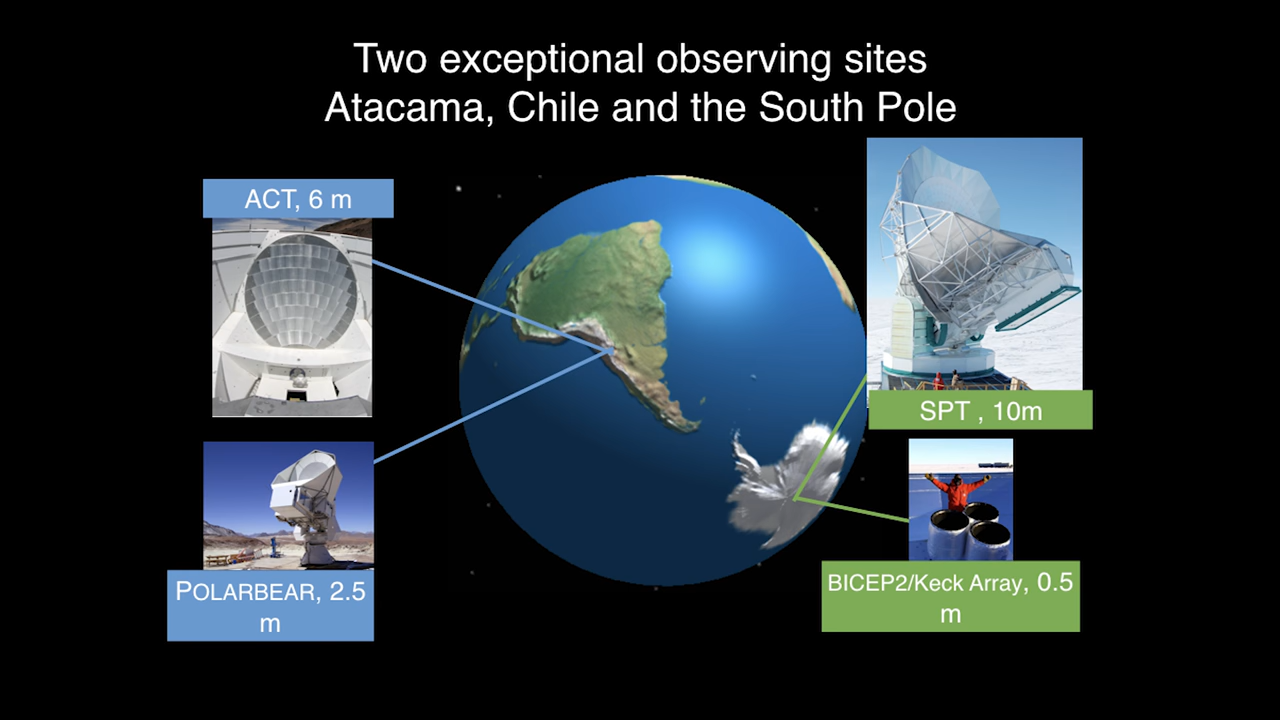 Two exceptional observing sites
Atacama, Chile and the South Pole
ACT, 6 m
SPT , 10m
POLARBEAR, 2.5
m
BICEP2/Keck Array, 0.5
m